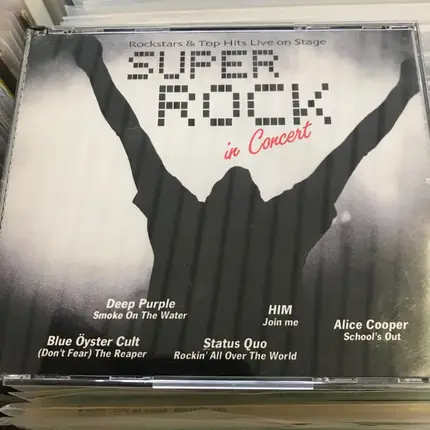 Rockstars & Top Hits Live on Stage
SUPER
ROCK
in Concert
Deep Purple
Smoke On The Water
HIM
Join me
Alice Cooper
School's Out
Blue Öyster Cult
(Don't Fear) The Reaper
Status Quo
Rockin' All Over The World